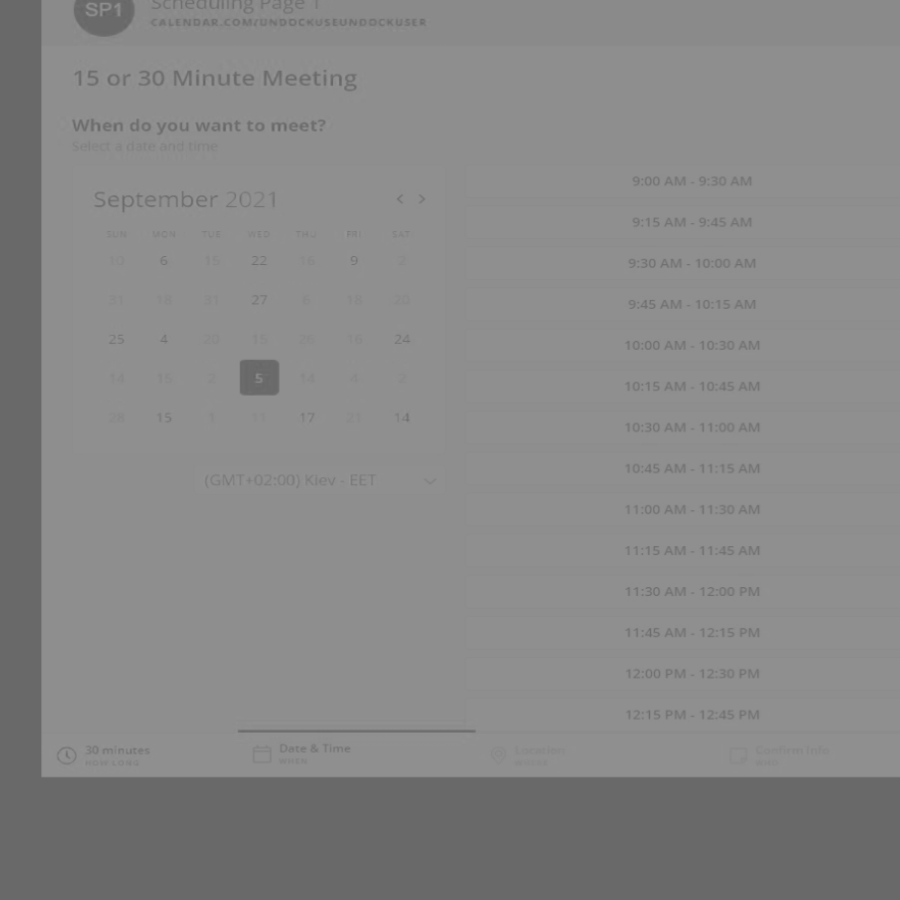 SP1
Scheduling Page 1
CALENDAR.COM/UNDOCKUSEUNDOCKUSER
15 or 30 Minute Meeting
When do you want to meet?
Select a date and time
September 2021
SUN MON TUE WED THU FRI SAT
10 6 15 22 16 9 2
31 18 31 27 6 18 20
25 4 20 15 26 16 24
14 15 2 5 14 4 2
28 15 1 11 17 21 14
(GMT+02:00) Kiev - EET
9:00 AM - 9:30 AM
9:15 AM - 9:45 AM
9:30 AM - 10:00 AM
9:45 AM - 10:15 AM
10:00 AM - 10:30 AM
10:15 AM - 10:45 AM
10:30 AM - 11:00 AM
10:45 AM - 11:15 AM
11:00 AM - 11:30 AM
11:15 AM - 11:45 AM
11:30 AM - 12:00 PM
11:45 AM - 12:15 PM
12:00 PM - 12:30 PM
12:15 PM - 12:45 PM
30 minutes
HOW LONG
Date & Time
WHEN
Location
WHERE
Confirm Info
WHO